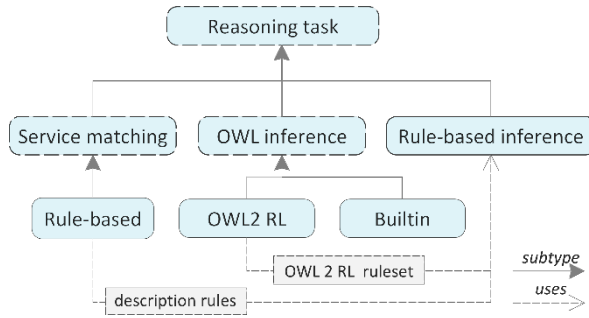 Reasoning task
Service matching
OWL inference
Rule-based inference
Rule-based
OWL2 RL
Builtin
OWL 2 RL ruleset
subtype
description rules
uses